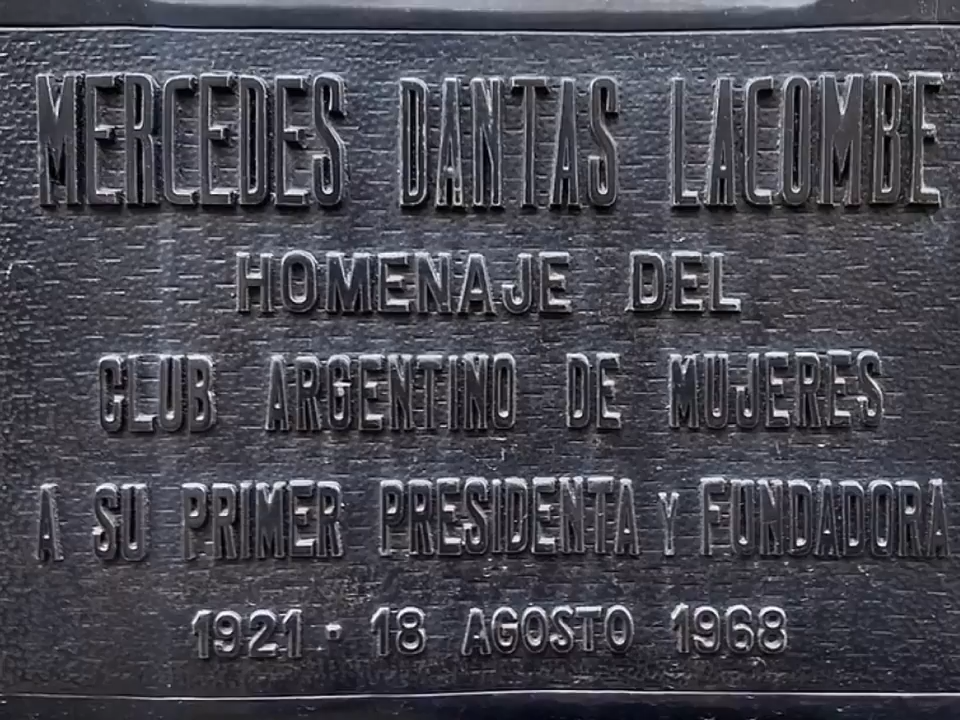 MERCEDES DANTAS LACOMBE
HOMENAJE DEL
CLUB ARGENTINO DE MUJERES
A SU PRIMER PRESIDENTA Y FUNDADORA
1921 · 18 AGOSTO 1968